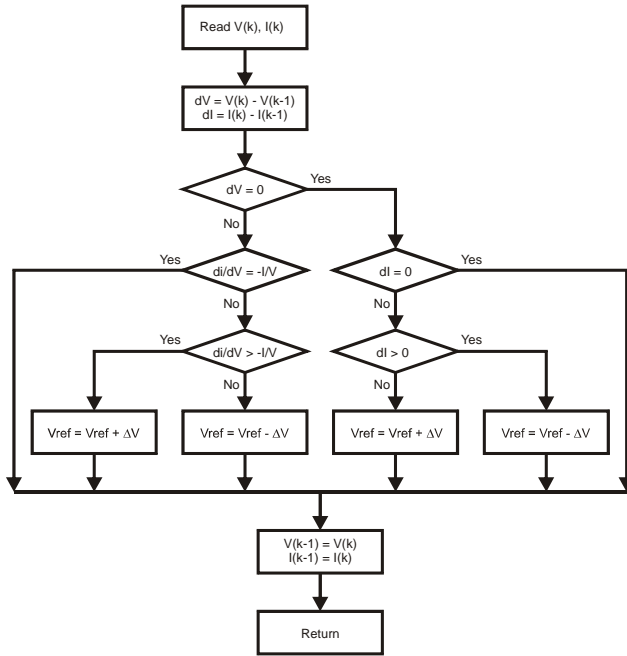 Read V(k), I(k)
dV = V(k) - V(k-1)
dI = I(k) - I(k-1)
dV = 0
Yes
No
Yes
di/dV = -I/V
dI = 0
Yes
No
No
Yes
di/dV > -I/V
dI > 0
Yes
No
No
Vref = Vref + ΔV
Vref = Vref - ΔV
Vref = Vref + ΔV
Vref = Vref - ΔV
V(k-1) = V(k)
I(k-1) = I(k)
Return